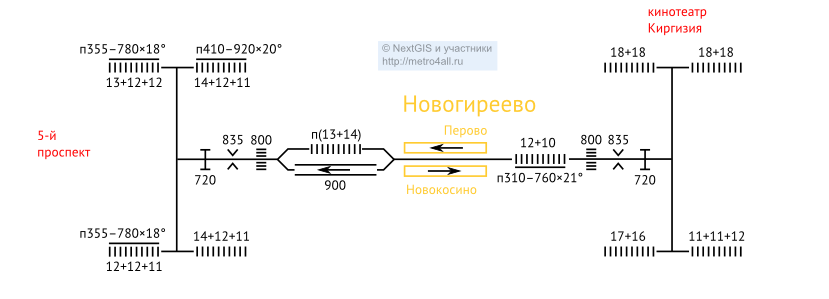 кинотеатр
Киргизия
п355–780×18°
п410–920×20°
© NextGIS и участники
http://metro4all.ru
18+18
18+18
13+12+12
14+12+11
Новогиреево
5-й
проспект
835
800
п(13+14)
Перово
12+10
800
835
720
900
Новокосино
п310–760×21°
720
п355–780×18°
14+12+11
17+16
11+11+12
12+12+11